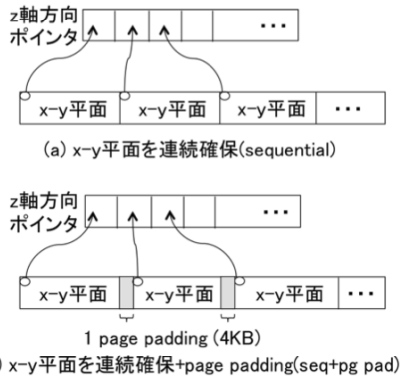 z軸方向
ポインタ
...
x-y平面 x-y平面 x-y平面 ...
(a) x-y平面を連続確保(sequential)
z軸方向
ポインタ
...
x-y平面 x-y平面 x-y平面 ...
1 page padding (4KB)
) x-y平面を連続確保+page padding(seq+pg pad)